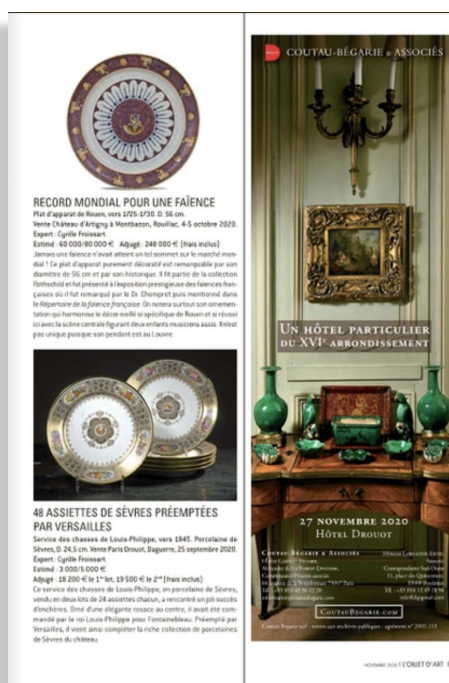 RECORD MONDIAL POUR UNE FAÏENCE
Plat d'apparat de Rouen, vers 1725-1730. D. 56 cm.
Vente Château d'Artigny à Montbazon, Rouillac, 4-5 octobre 2020.
Expert : Cyrille Froissart.
Estimé : 60 000/80 000 € Adjugé : 248 000 € (frais inclus)
Jamais une faïence n'avait atteint un tel sommet sur le marché mon-
dial ! Ce plat d'apparat purement décoratif est remarquable par son
diamètre de 56 cm et par son historique. Il fit partie de la collection
Rothschild et fut présenté à l'exposition prestigieuse des faïences fran-
çaises où il fut remarqué par le Dr. Chompret puis mentionné dans
le Répertoire de la faïence française. On notera surtout son ornemen-
tation qui harmonise le décor niellé si spécifique de Rouen et si réussi
ici avec la scène centrale figurant deux enfants musiciens assis. Il n'est
pas unique puisque son pendant est au Louvre.
48 ASSIETTES DE SÈVRES PRÉEMPTÉES
PAR VERSAILLES
Service des chasses de Louis-Philippe, vers 1845. Porcelaine de
Sèvres, D. 24,5 cm. Vente Paris Drouot, Daguerre, 25 septembre 2020.
Expert : Cyrille Froissart.
Estimé : 3 000/5 000 €
Adjugé : 18 200 € le 1er lot, 19 500 € le 2nd (frais inclus)
Ce service des chasses de Louis-Philippe, en porcelaine de Sèvres,
vendu en deux lots de 24 assiettes chacun, a rencontré un joli succès
d'enchères. Orné d'une élégante rosace au centre, il avait été com-
mandé par le roi Louis-Philippe pour Fontainebleau. Préempté par
Versailles, il vient ainsi compléter la riche collection de porcelaines
de Sèvres du château.
COUTAU-BÉGARIE & ASSOCIÉS
UN HÔTEL PARTICULIER
DU XVIe ARRONDISSEMENT
27 NOVEMBRE 2020
HÔTEL DROUOT
COUTAU-BÉGARIE & ASSOCIÉS
COUTAUBEGARIE.COM
NOVEMBRE 2020 | L'OBJET D'ART